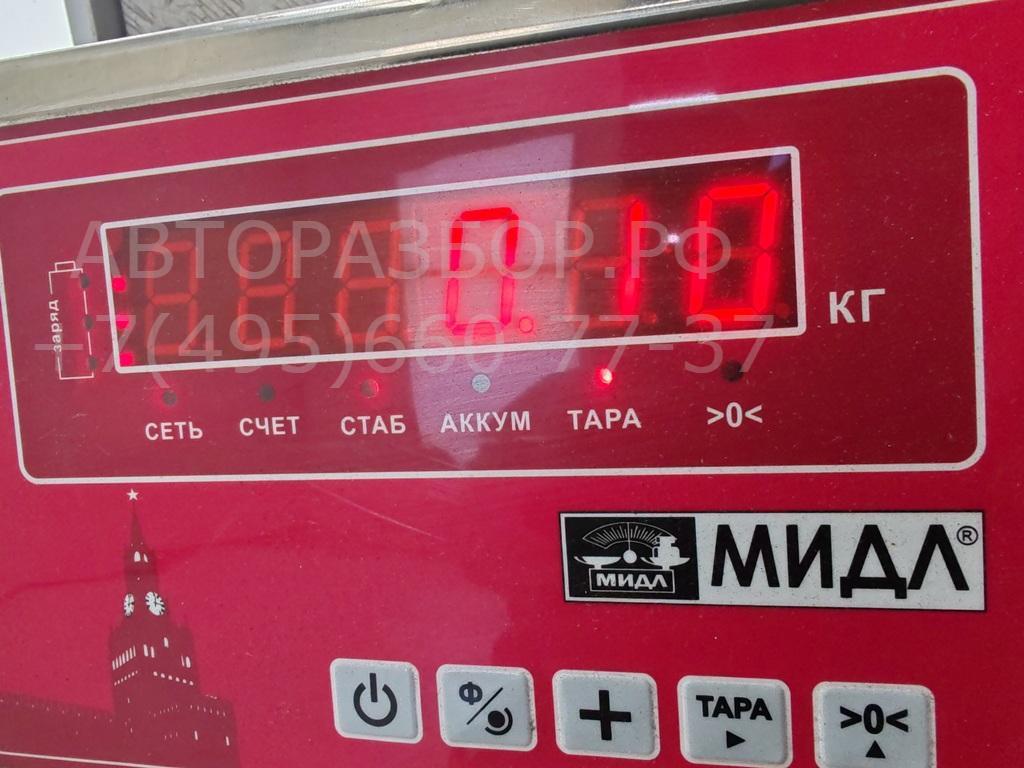 АВТОРАЗБОР.РФ
+7(495)660-77-37
заряд
0.10
КГ
СЕТЬ СЧЕТ СТАБ АККУМ ТАРА >0<
МИДЛ МИДЛ®
Ф ТАРА >0<